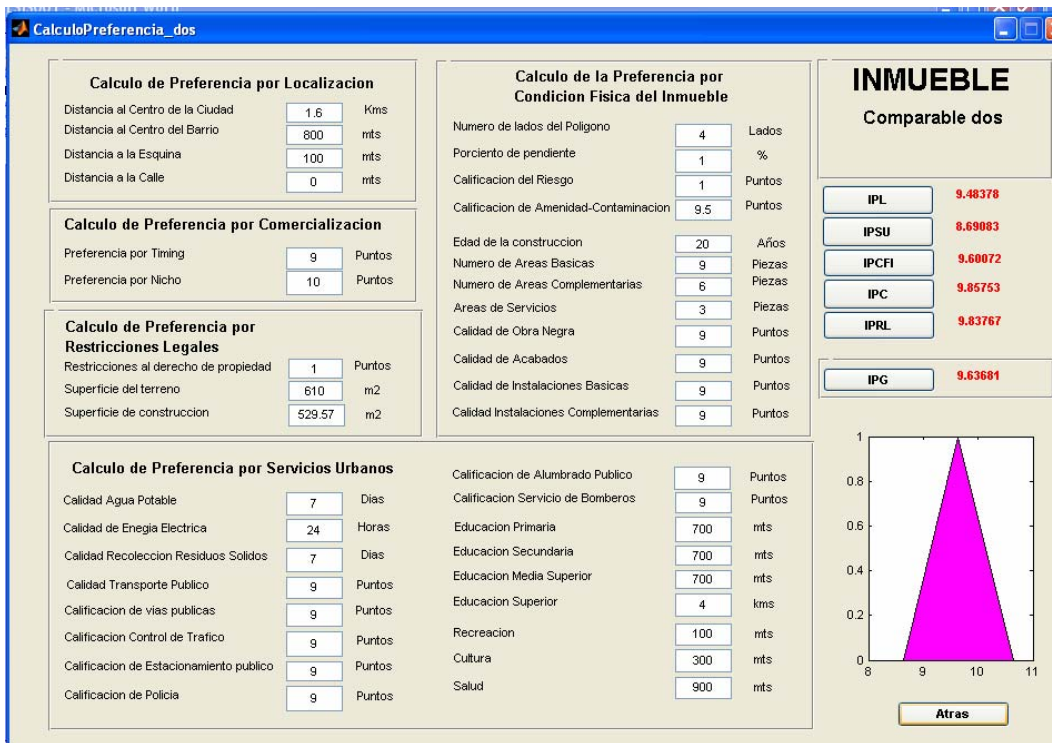 CalculoPreferencia_dos
Calculo de Preferencia por Localizacion
Distancia al Centro de la Ciudad 1.6 Kms
Distancia al Centro del Barrio 800 mts
Distancia a la Esquina 100 mts
Distancia a la Calle 0 mts
Calculo de Preferencia por Comercializacion
Preferencia por Timing 9 Puntos
Preferencia por Nicho 10 Puntos
Calculo de Preferencia por
Restricciones Legales
Restricciones al derecho de propiedad 1 Puntos
Superficie del terreno 610 m2
Superficie de construccion 529.57 m2
Calculo de la Preferencia por
Condicion Fisica del Inmueble
Numero de lados del Poligono 4 Lados
Porciento de pendiente 1 %
Calificacion del Riesgo 1 Puntos
Calificacion de Amenidad-Contaminacion 9.5 Puntos
Edad de la construccion 20 Años
Numero de Areas Basicas 9 Piezas
Numero de Areas Complementarias 6 Piezas
Areas de Servicios 3 Piezas
Calidad de Obra Negra 9 Puntos
Calidad de Acabados 9 Puntos
Calidad de Instalaciones Basicas 9 Puntos
Calidad Instalaciones Complementarias 9 Puntos
INMUEBLE
Comparable dos
IPL 9.48378
IPSU 8.69083
IPCFI 9.60072
IPC 9.85753
IPRL 9.83767
IPG 9.63681
Calculo de Preferencia por Servicios Urbanos
Calidad Agua Potable 7 Dias
Calidad de Enegia Electrica 24 Horas
Calidad Recoleccion Residuos Solidos 7 Dias
Calidad Transporte Publico 9 Puntos
Calificacion de vias publicas 9 Puntos
Calificacion Control de Trafico 9 Puntos
Calificacion de Estacionamiento publico 9 Puntos
Calificacion de Policia 9 Puntos
Calificacion de Alumbrado Publico 9 Puntos
Calificacion Servicio de Bomberos 9 Puntos
Educacion Primaria 700 mts
Educacion Secundaria 700 mts
Educacion Media Superior 700 mts
Educacion Superior 4 kms
Recreacion 100 mts
Cultura 300 mts
Salud 900 mts
1
0.8
0.6
0.4
0.2
0
8 9 10 11
Atras